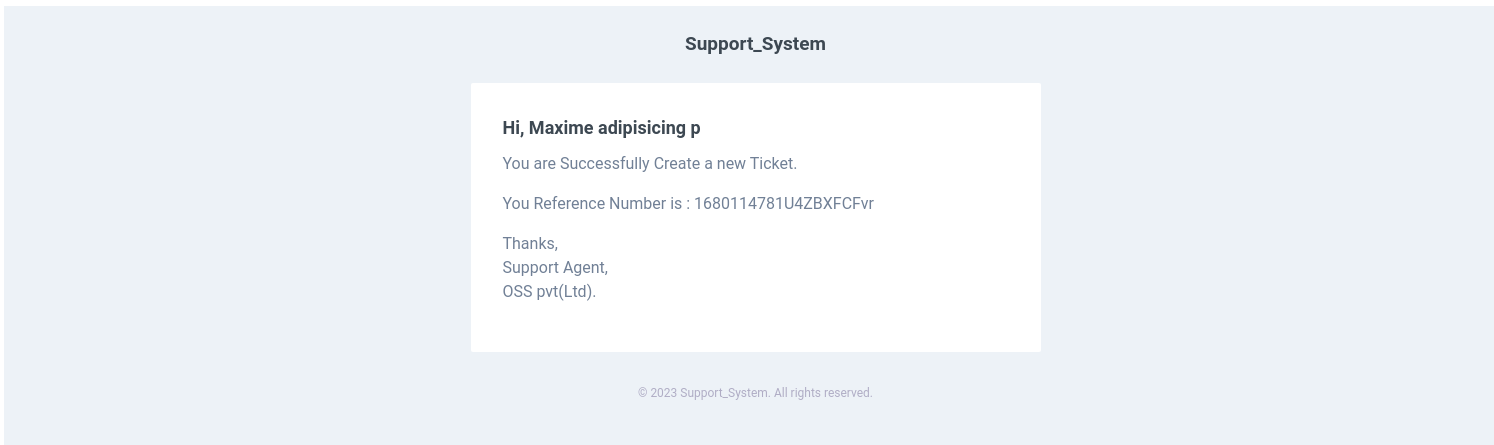 Support_System
Hi, Maxime adipisicing p
You are Successfully Create a new Ticket.
You Reference Number is : 1680114781U4ZBXFCFvr
Thanks,
Support Agent,
OSS pvt(Ltd).
© 2023 Support_System. All rights reserved.